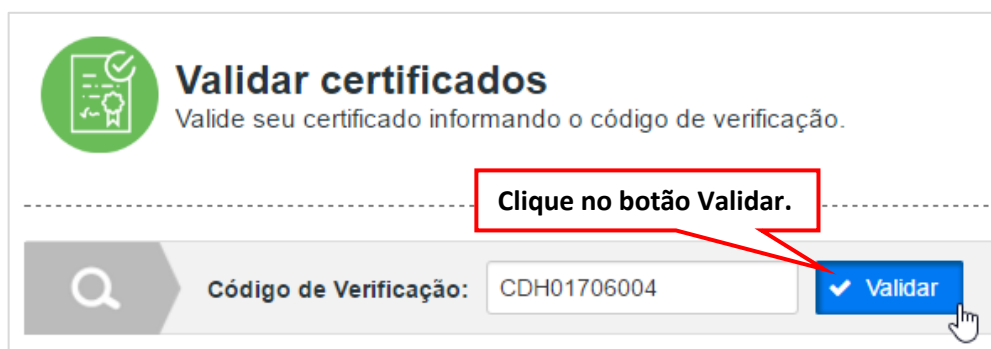 Validar certificados
Valide seu certificado informando o código de verificação.
Clique no botão Validar.
Código de Verificação: CDH01706004 Validar